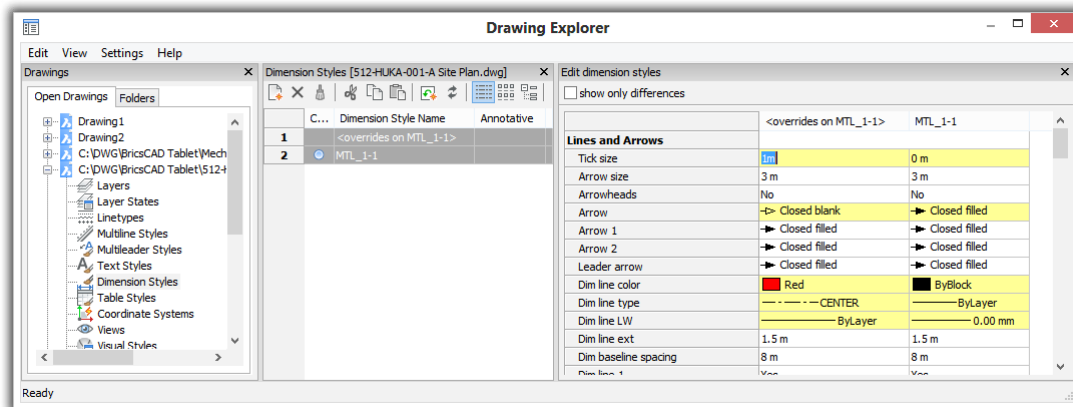 Drawing Explorer
Edit View Settings Help
Drawings
Open Drawings Folders
Drawing1
Drawing2
C:\DWG\BricsCAD Tablet\Mech
C:\DWG\BricsCAD Tablet\512-H
Layers
Layer States
Linetypes
Multiline Styles
Multileader Styles
Text Styles
Dimension Styles
Table Styles
Coordinate Systems
Views
Visual Styles
Dimension Styles [512-HUKA-001-A Site Plan.dwg]
C... Dimension Style Name Annotative
1 <overrides on MTL_1-1>
2 MTL_1-1
Edit dimension styles
show only differences
<overrides on MTL_1-1> MTL_1-1
Lines and Arrows
Tick size 1m 0 m
Arrow size 3 m 3 m
Arrowheads No No
Arrow Closed blank Closed filled
Arrow 1 Closed filled Closed filled
Arrow 2 Closed filled Closed filled
Leader arrow Closed filled Closed filled
Dim line color Red ByBlock
Dim line type CENTER ByLayer
Dim line LW ByLayer 0.00 mm
Dim line ext 1.5 m 1.5 m
Dim baseline spacing 8 m 8 m
Dim line 1 Yes Yes
Ready